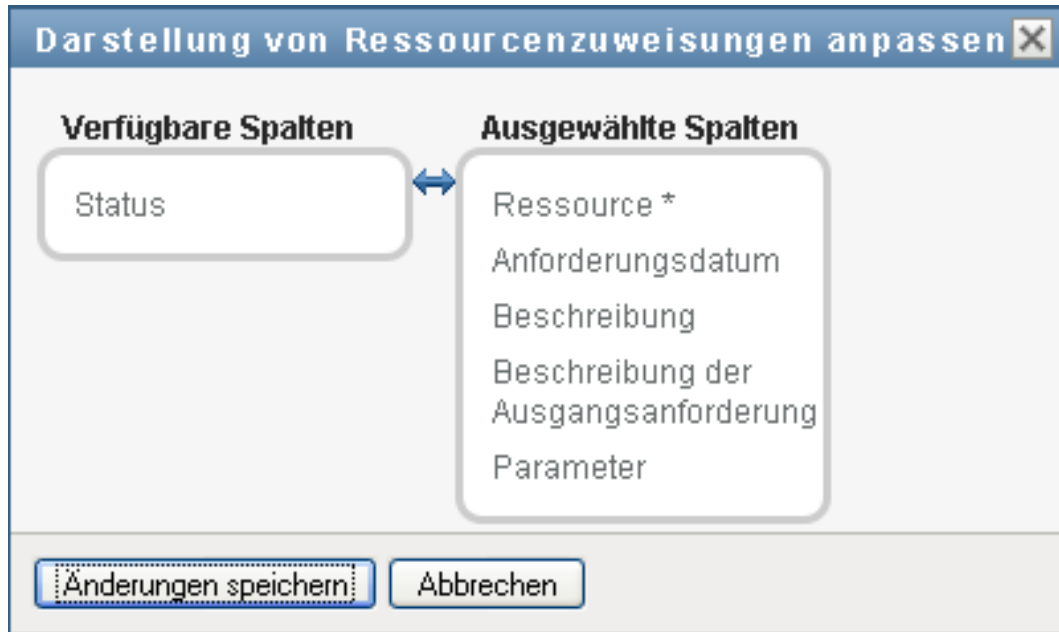 Darstellung von Ressourcenzuweisungen anpassen
Verfügbare Spalten
Status
Ausgewählte Spalten
Ressource *
Anforderungsdatum
Beschreibung
Beschreibung der
Ausgangsanforderung
Parameter
Änderungen speichern
Abbrechen